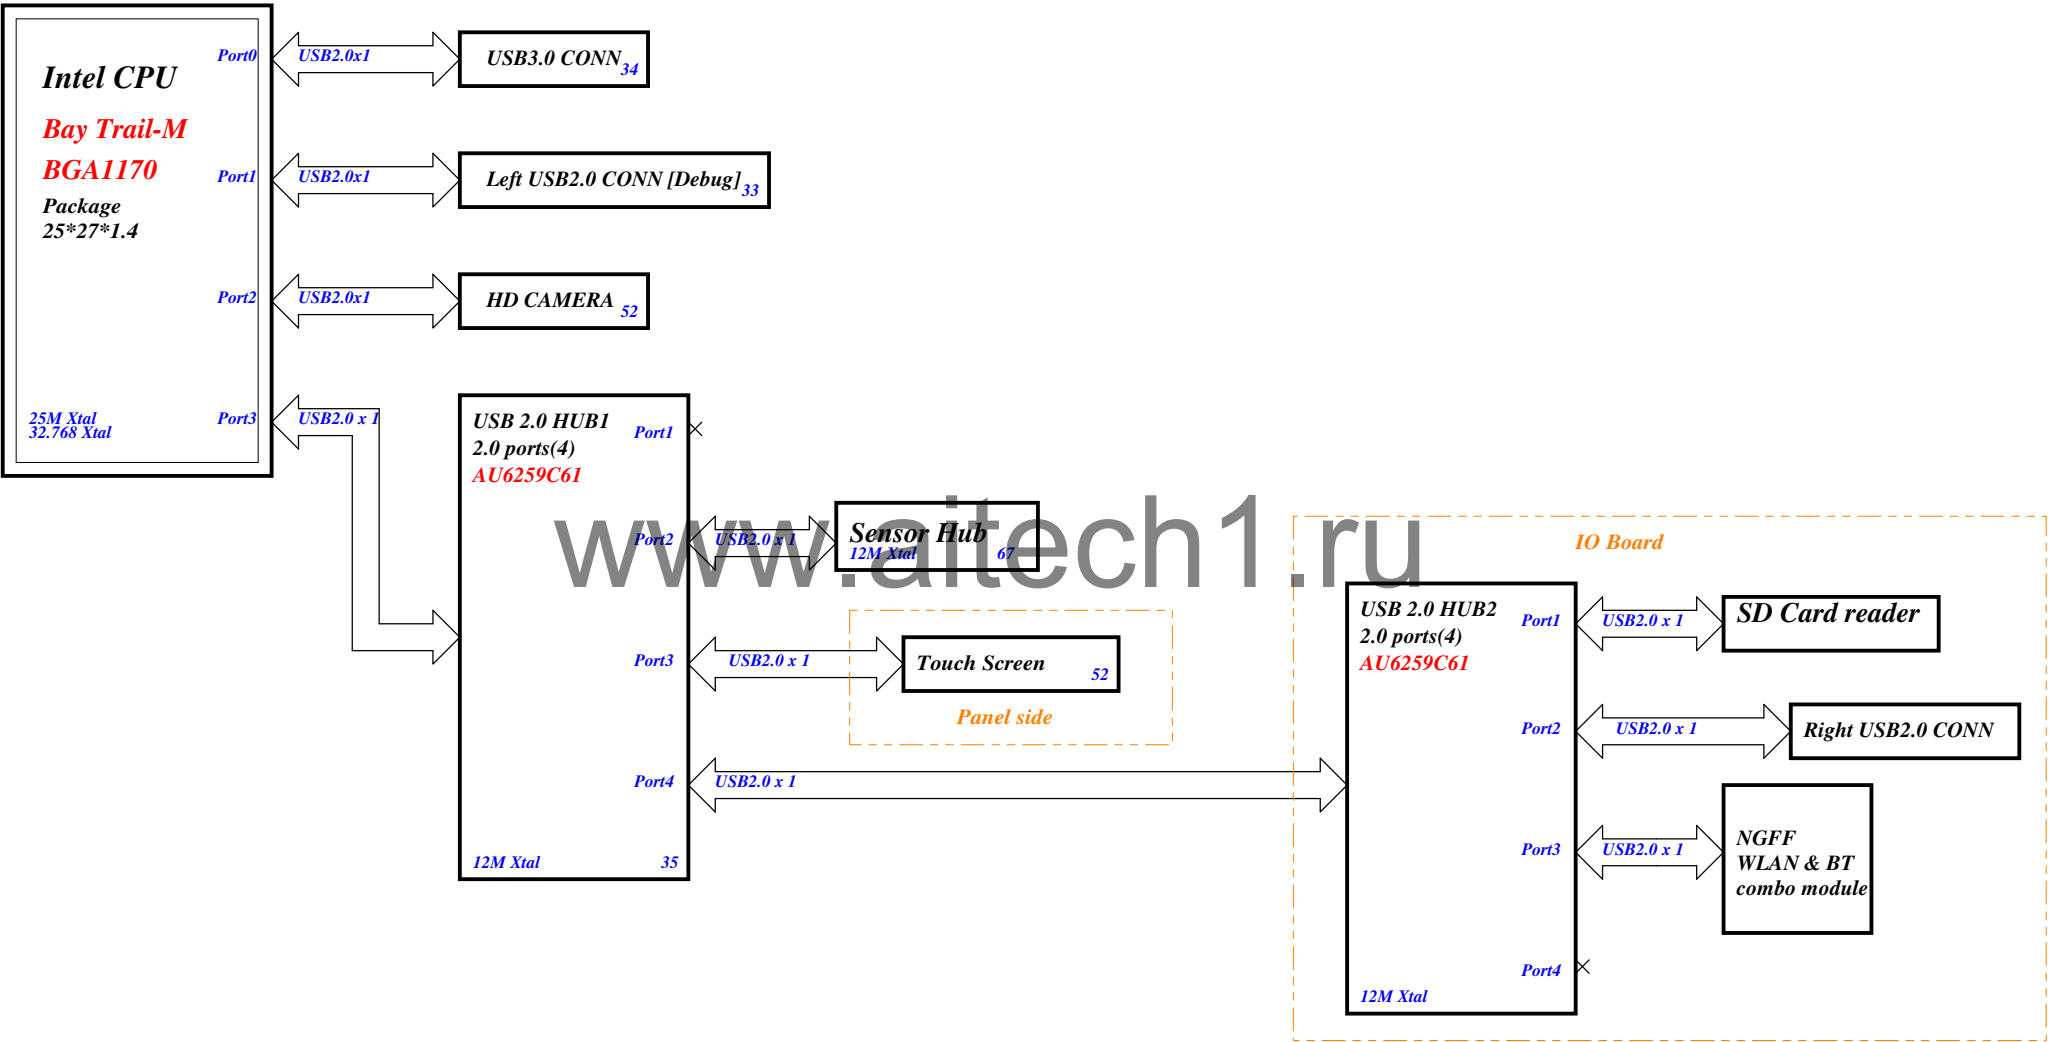 Intel CPU
Bay Trail-M
BGA1170
Package
25*27*1.4
25M Xtal
32.768 Xtal
Port0
USB2.0x1
USB3.0 CONN
34
Port1
USB2.0x1
Left USB2.0 CONN [Debug]
33
Port2
USB2.0x1
HD CAMERA
52
Port3
USB2.0 x 1
USB 2.0 HUB1
2.0 ports(4)
AU6259C61
Port1
Port2
USB2.0 x 1
Sensor Hub
12M Xtal
67
Port3
USB2.0 x 1
Touch Screen
52
Panel side
Port4
USB2.0 x 1
12M Xtal
35
www.aitech1.ru
IO Board
USB 2.0 HUB2
2.0 ports(4)
AU6259C61
Port1
USB2.0 x 1
SD Card reader
Port2
USB2.0 x 1
Right USB2.0 CONN
Port3
USB2.0 x 1
NGFF
WLAN & BT
combo module
Port4
12M Xtal